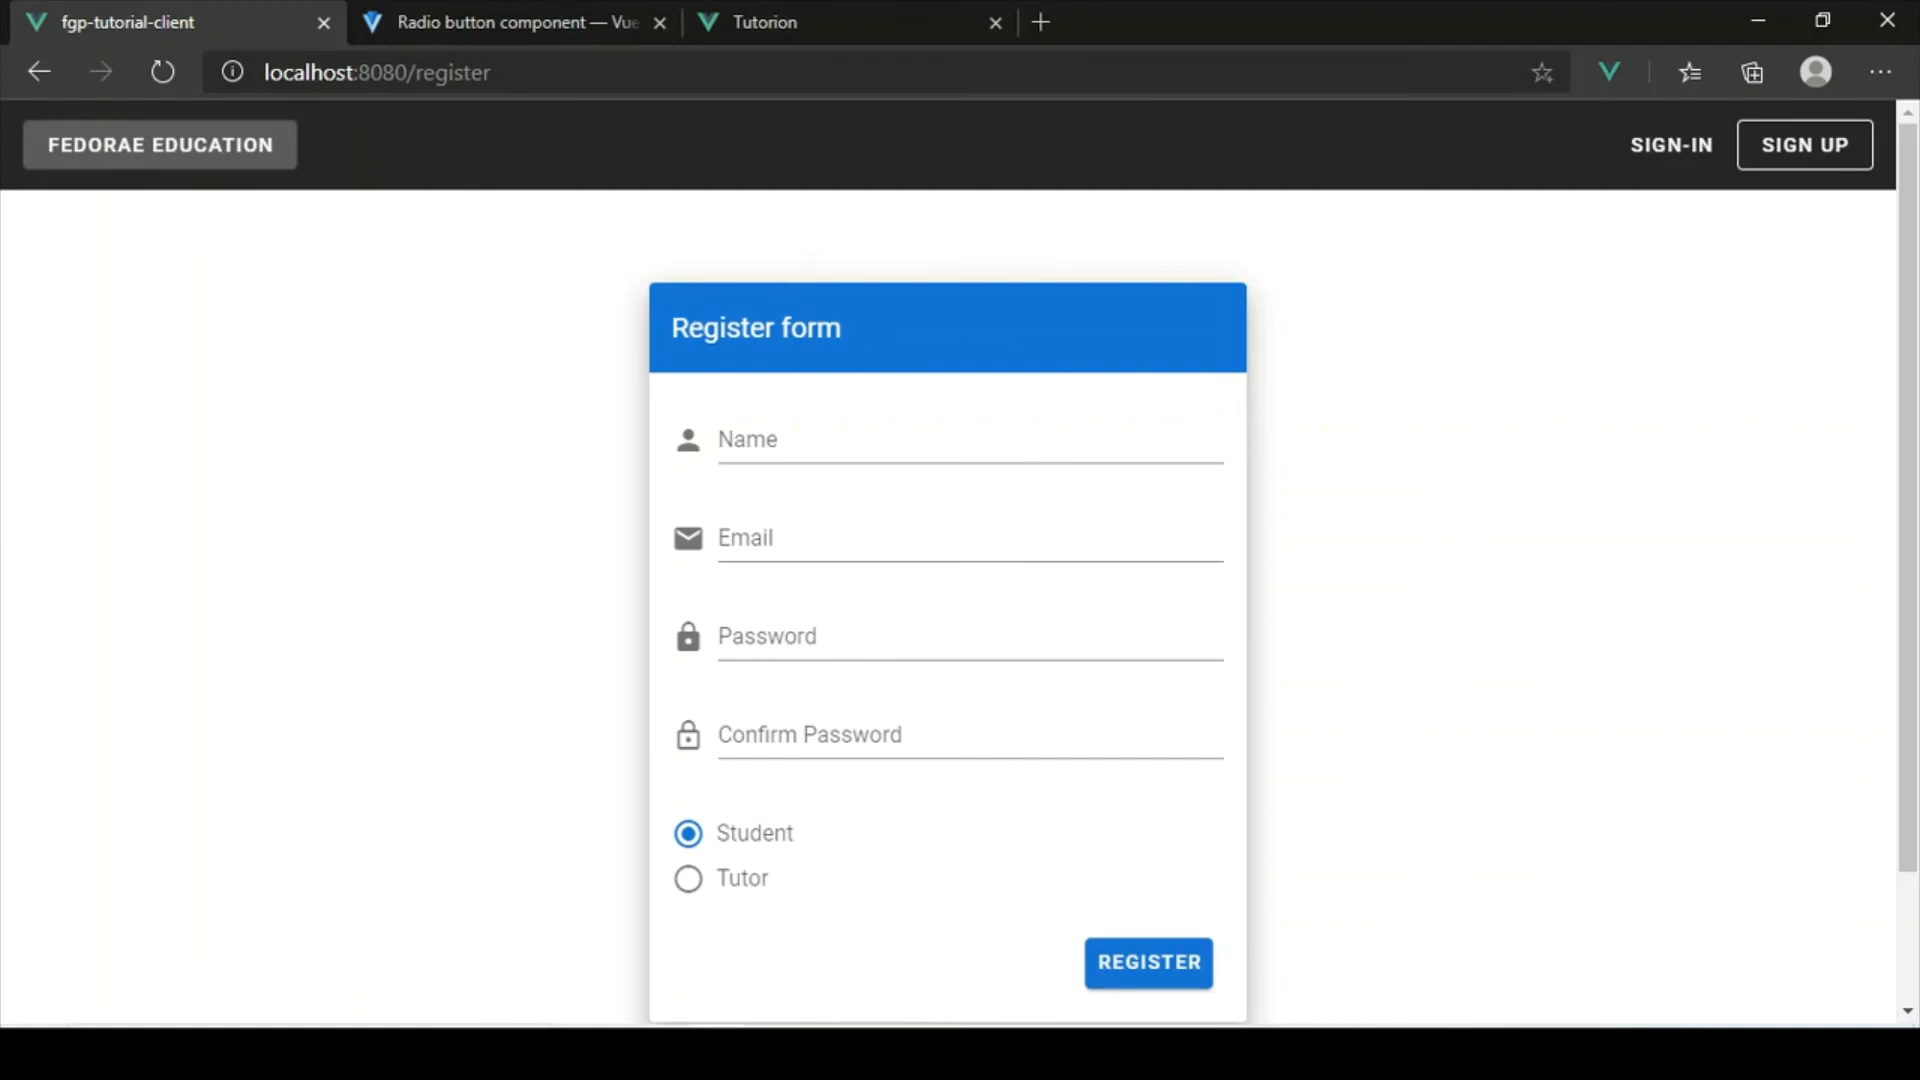 fgp-tutorial-client
Radio button component — Vue
Tutorion
localhost:8080/register
FEDORAE EDUCATION
SIGN-IN
SIGN UP
Register form
Name
Email
Password
Confirm Password
Student
Tutor
REGISTER